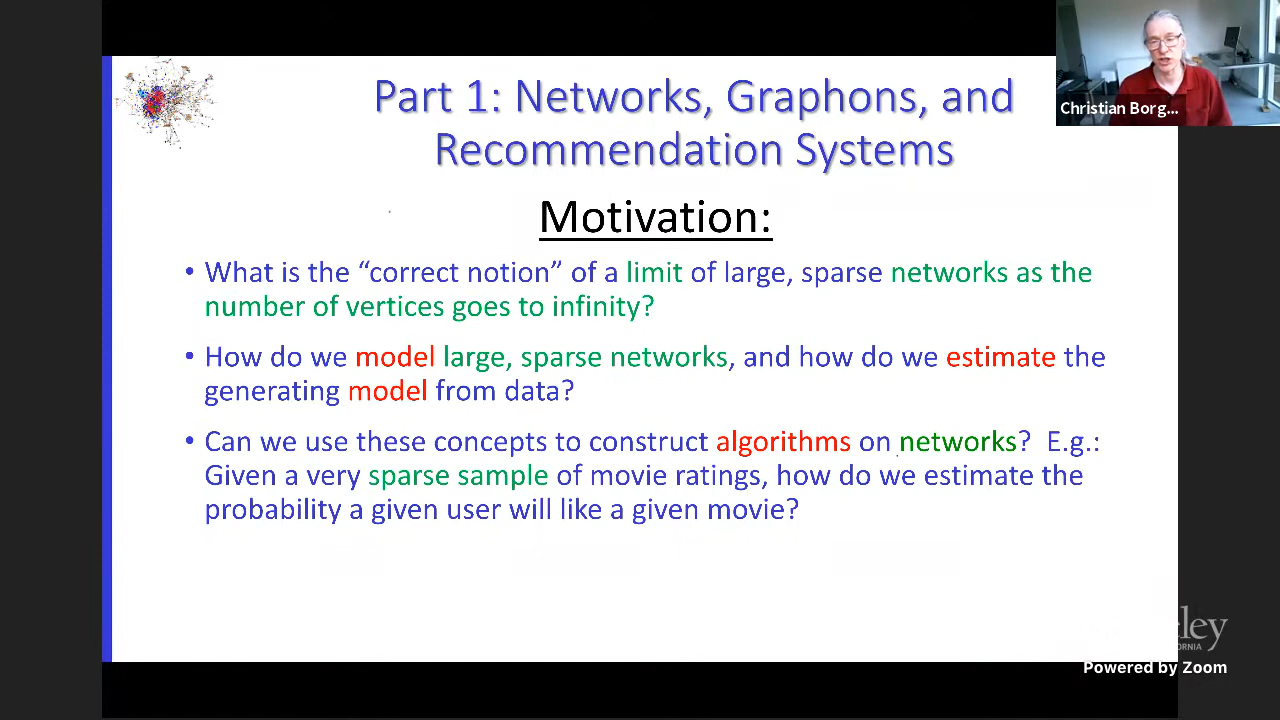 Part 1: Networks, Graphons, and
Recommendation Systems
Christian Borg...
Motivation:
• What is the “correct notion” of a limit of large, sparse networks as the
number of vertices goes to infinity?
• How do we model large, sparse networks, and how do we estimate the
generating model from data?
• Can we use these concepts to construct algorithms on networks? E.g.:
Given a very sparse sample of movie ratings, how do we estimate the
probability a given user will like a given movie?
Powered by Zoom